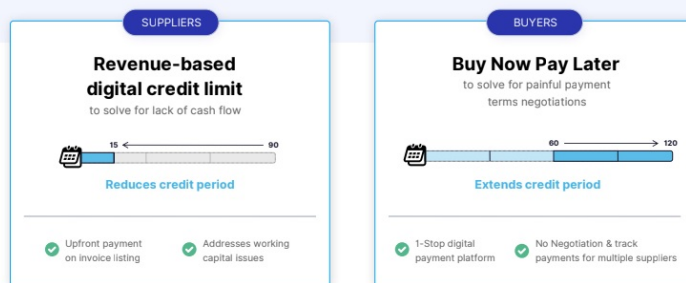 SUPPLIERS
Revenue-based
digital credit limit
to solve for lack of cash flow
15
90
Reduces credit period
Upfront payment
on invoice listing
Addresses working
capital issues
BUYERS
Buy Now Pay Later
to solve for painful payment
terms negotiations
60
120
Extends credit period
1-Stop digital
payment platform
No Negotiation & track
payments for multiple suppliers